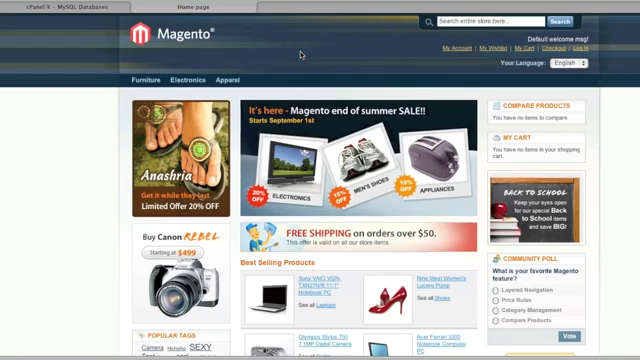 cPanel X – MySQL Databases
Home page
Magento®
Search entire store here...
Search
Default welcome msg!
My Account
My Wishlist
My Cart
Checkout
Log In
Your Language:
English
Furniture
Electronics
Apparel
Anashria
Get it while they last
Limited Offer 20% OFF
It's here - Magento end of summer SALE!!
Starts September 1st
20% OFF
ELECTRONICS
15% OFF
MEN'S SHOES
10% OFF
APPLIANCES
COMPARE PRODUCTS
You have no items to compare.
MY CART
You have no items in your shopping
cart.
BACK TO
SCHOOL
Keep your eyes
open for our
special Back
to School items
and save BIG!
Buy Canon REBEL
Starting at $499
FREE SHIPPING on orders over $50.
This offer is valid on all our store items.
Best Selling Products
Sony VAIO VGN-
TXN27N/B 11.1"
Notebook PC
See all Laptops
New West Women's
Lucero Pump
See all Shoes
COMMUNITY POLL
What is your favorite Magento
feature?
Layered Navigation
Price Rules
Category Management
Compare Products
Vote
POPULAR TAGS
Camera Hohoho SEXY
Olympus Stylus 750
7.1MP Digital Camera
Acer Ferrari 3200
Notebook Computer
PC